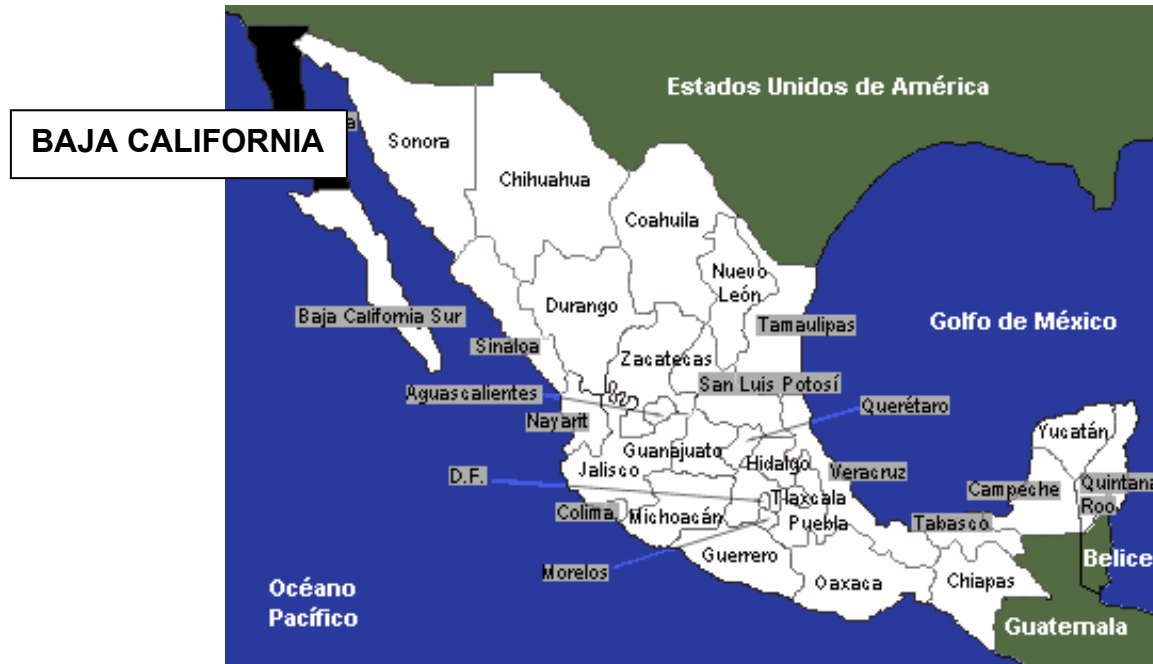 Estados Unidos de América
BAJA CALIFORNIA
Sonora
Chihuahua
Coahuila
Nuevo
León
Durango
Baja California Sur
Tamaulipas
Golfo de México
Sinaloa
Zacatecas
San Luis Potosí
Aguascalientes
Querétaro
Nayarit
Yucatán
Guanajuato
Hidalgo
Jalisco
D.F.
Veracruz
Campeche
Quintana
Roo
Tlaxcala
Colima
Michoacán
Puebla
Tabasco
Guerrero
Belice
Morelos
Oaxaca
Chiapas
Océano
Pacífico
Guatemala